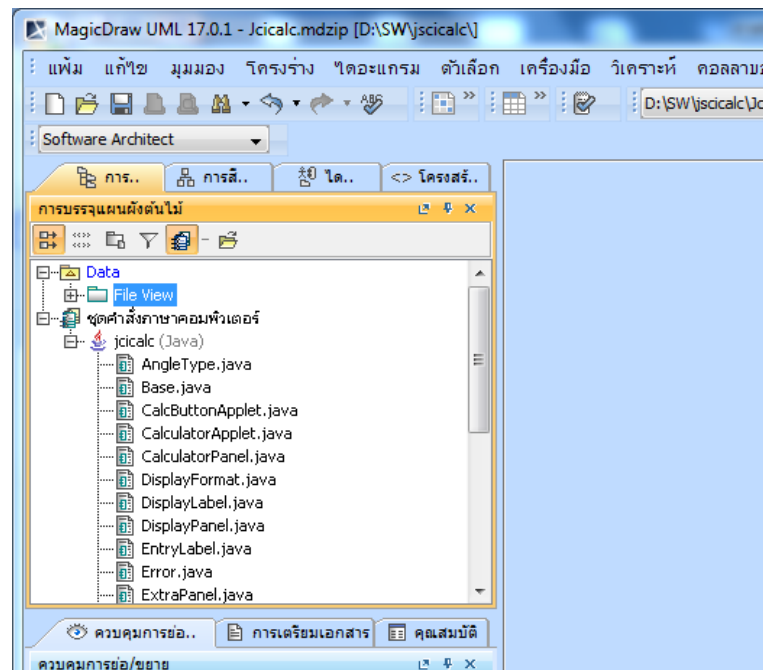 MagicDraw UML 17.0.1 - Jcicalc.mdzip [D:\SW\jscicalc\]
แฟ้ม แก้ไข มุมมอง โครงร่าง ไดอะแกรม ตัวเลือก เครื่องมือ วิเคราะห์ คอลลาบ
D:\SW\jscicalc\Jc
Software Architect
การ.. การสื.. ได.. <> โครงสร้..
การบรรจุแผนผังต้นไม้
Data
File View
ชุดคำสั่งภาษาคอมพิวเตอร์
jcicalc (Java)
AngleType.java
Base.java
CalcButtonApplet.java
CalculatorApplet.java
CalculatorPanel.java
DisplayFormat.java
DisplayLabel.java
DisplayPanel.java
EntryLabel.java
Error.java
ExtraPanel.java
ควบคุมการย่อ.. การเตรียมเอกสาร คุณสมบัติ
ควบคุมการย่อ/ขยาย